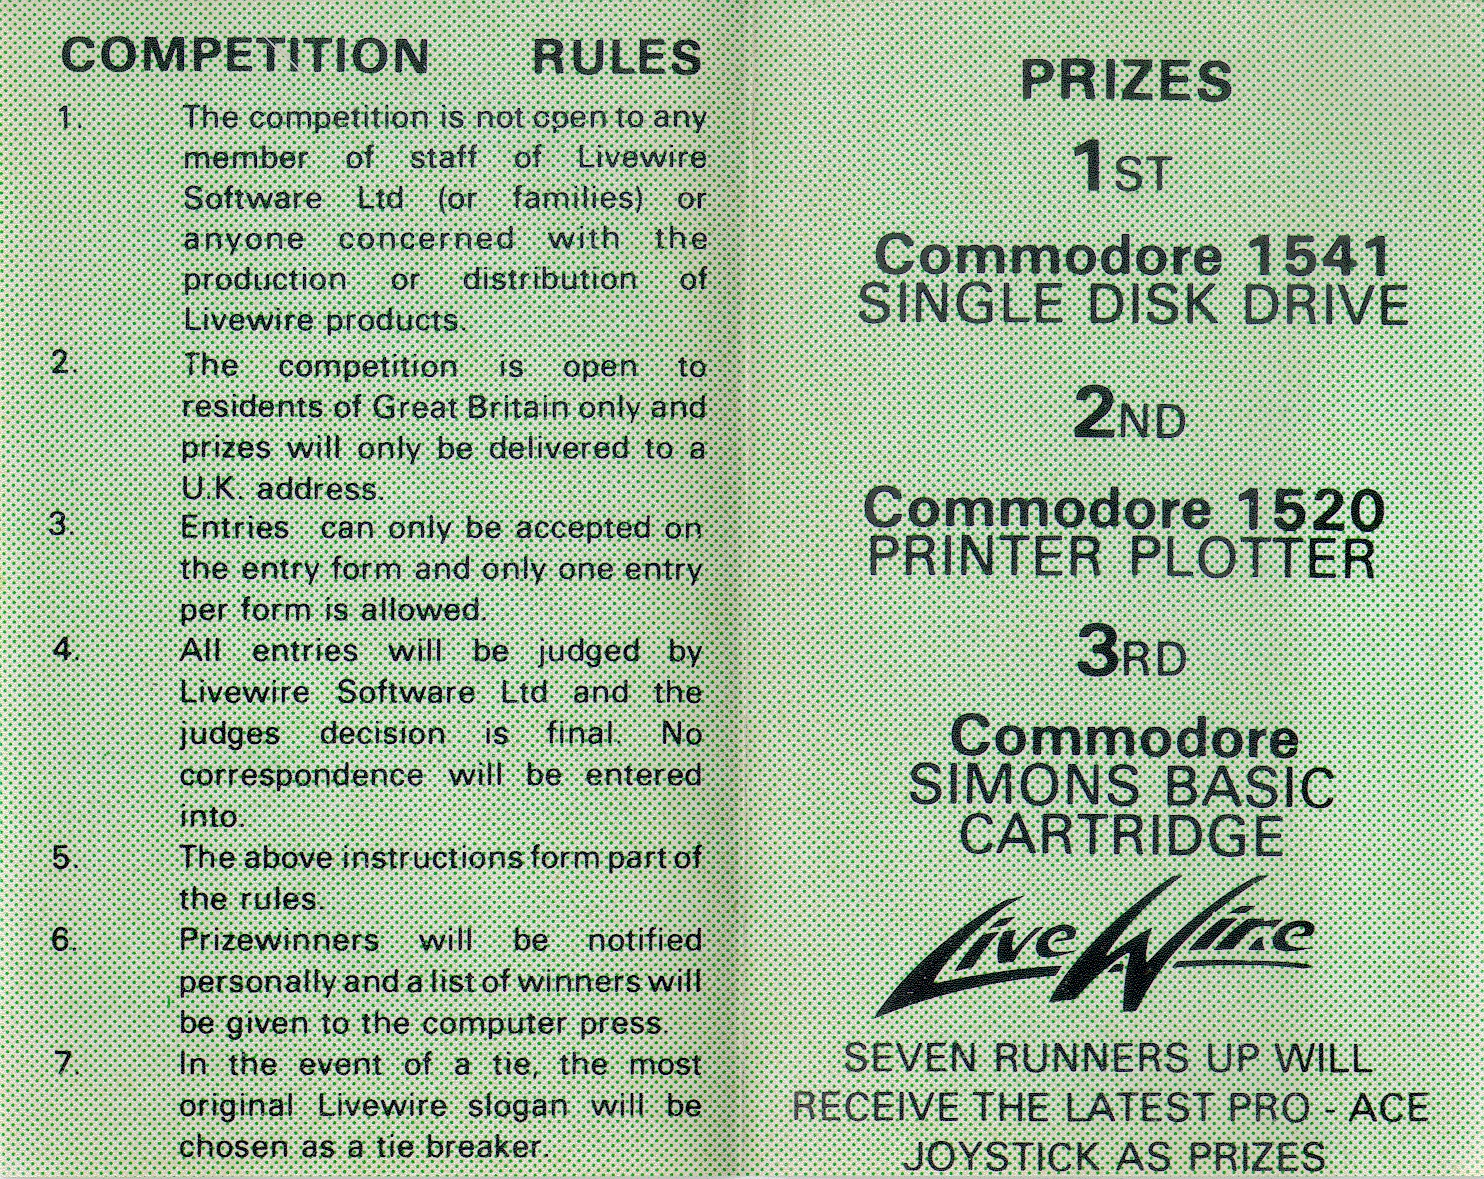 COMPETITION RULES
1. The competition is not open to any
member of staff of Livewire
Software Ltd (or families) or
anyone concerned with the
production or distribution of
Livewire products.
2. The competition is open to
residents of Great Britain only and
prizes will only be delivered to a
U.K. address.
3. Entries can only be accepted on
the entry form and only one entry
per form is allowed.
4. All entries will be judged by
Livewire Software Ltd and the
judges decision is final. No
correspondence will be entered
into.
5. The above instructions form part of
the rules.
6. Prizewinners will be notified
personally and a list of winners will
be given to the computer press.
7. In the event of a tie, the most
original Livewire slogan will be
chosen as a tie breaker.
PRIZES
1ST
Commodore 1541
SINGLE DISK DRIVE
2ND
Commodore 1520
PRINTER PLOTTER
3RD
Commodore
SIMONS BASIC
CARTRIDGE
LiveWire
SEVEN RUNNERS UP WILL
RECEIVE THE LATEST PRO - ACE
JOYSTICK AS PRIZES